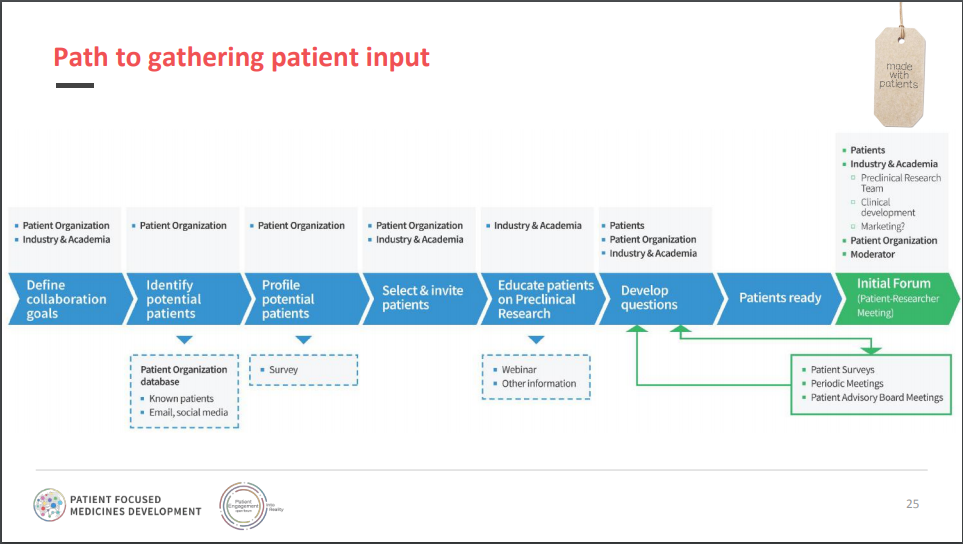 Path to gathering patient input
made
with
patients
Patients
Industry & Academia
Preclinical Research
Team
Clinical
development
Marketing?
Patient Organization
Moderator
Patient Organization
Industry & Academia
Patient Organization
Patient Organization
Patient Organization
Industry & Academia
Industry & Academia
Patients
Patient Organization
Industry & Academia
Define
collaboration
goals
Identify
potential
patients
Profile
potential
patients
Select & invite
patients
Educate patients
on Preclinical
Research
Develop
questions
Patients ready
Initial Forum
(Patient-Researcher
Meeting)
Patient Organization
database
Known patients
Email, social media
Survey
Webinar
Other information
Patient Surveys
Periodic Meetings
Patient Advisory Board Meetings
PATIENT FOCUSED
MEDICINES DEVELOPMENT
Patient
Engagement
25